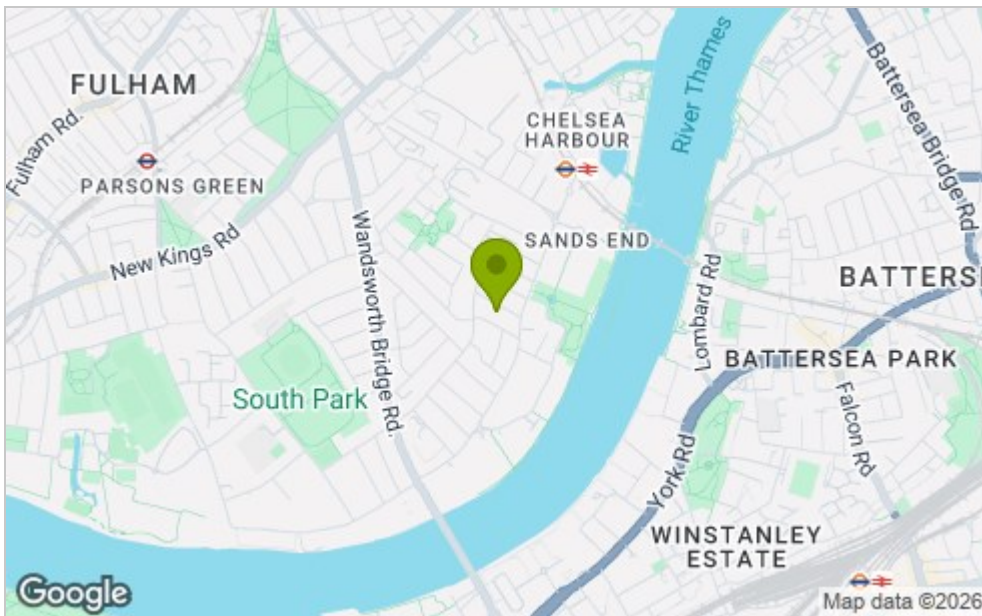 FULHAM
Fulham Rd.
PARSONS GREEN
New Kings Rd
Wandsworth Bridge Rd.
South Park
CHELSEA
HARBOUR
SANDS END
River Thames
Battersea Bridge Rd
Lombard Rd
BATTERSE
BATTERSEA PARK
Falcon Rd
York Rd
WINSTANLEY
ESTATE
Google
Map data ©2026